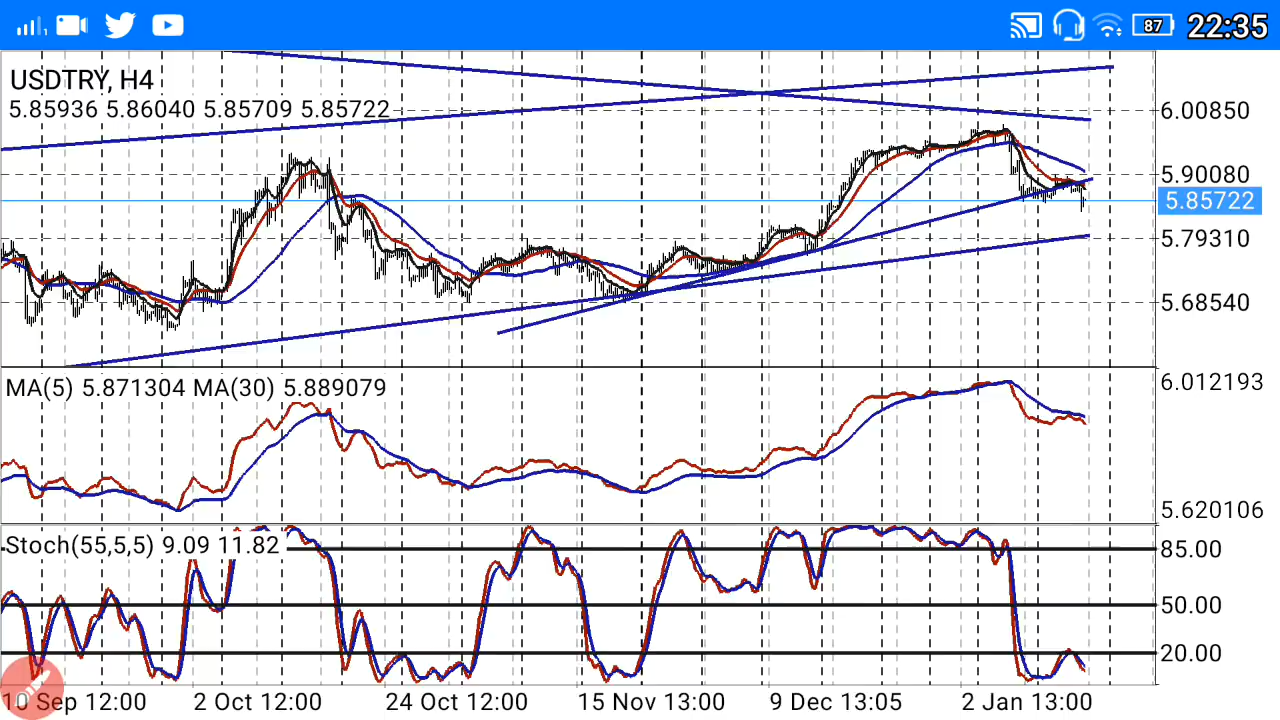 87 22:35
USDTRY, H4
5.85936 5.86040 5.85709 5.85722
6.00850
5.90080
5.85722
5.79310
5.68540
MA(5) 5.871304 MA(30) 5.889079
6.012193
5.620106
Stoch(55,5,5) 9.09 11.82
85.00
50.00
20.00
10 Sep 12:00 2 Oct 12:00 24 Oct 12:00 15 Nov 13:00 9 Dec 13:05 2 Jan 13:00